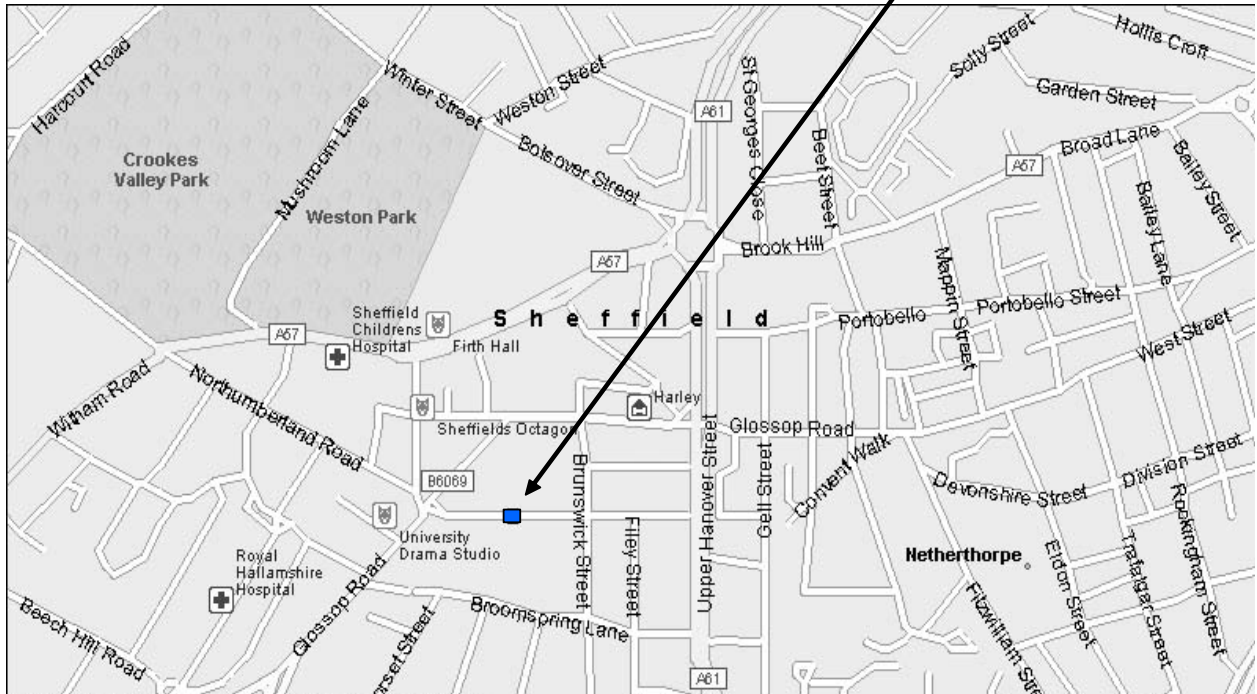 Harcourt Road
Winter Street
Weston Street
A61
St Georges Close
Beet Street
Solly Street
Hollis Croft
Garden Street
Broad Lane
A57
Bailey Street
Bailey Lane
Crookes
Valley Park
Mushroom Lane
Weston Park
Bolsover Street
Brook Hill
A57
Mappin Street
Portobello Street
Portobello
West Street
Sheffield
Sheffield
Childrens
Hospital
Firth Hall
A57
Witham Road
Northumberland Road
Harley
Sheffields Octagon
Glossop Road
Upper Hanover Street
Gell Street
Convent Walk
Devonshire Street
Division Street
B6069
Brunswick Street
Filey Street
University
Drama Studio
Royal
Hallamshire
Hospital
Glossop Road
Netherthorpe
Eldon Street
Trafalgar Street
Rockingham Street
Beech Hill Road
Broomspring Lane
Fitzwilliam
A61